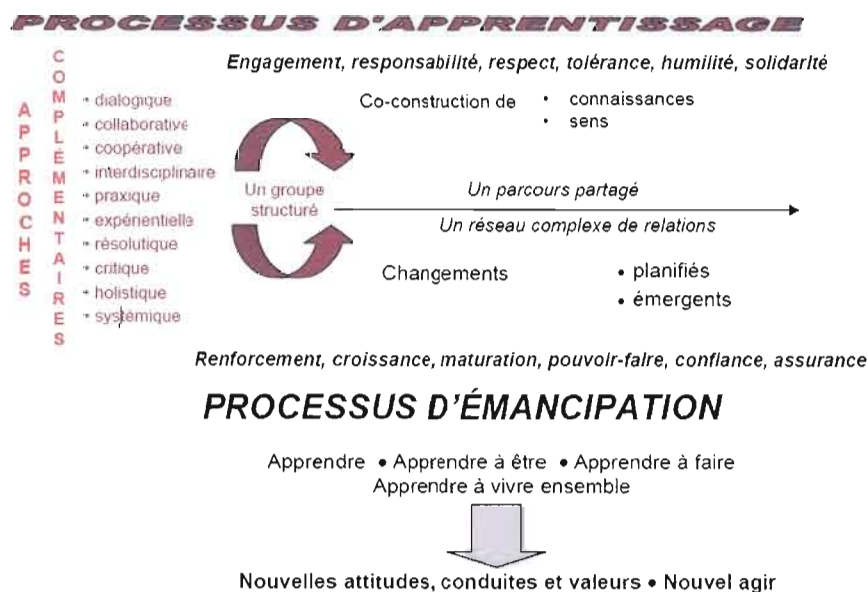 PROCESSUS D'APPRENTISSAGE
Engagement, responsabilité, respect, tolérance, humilité, solidarité
APPROCHES
COMPLÉMENTAIRES
• dialogique
• collaborative
• coopérative
• interdisciplinaire
• praxique
• expérientielle
• résolutique
• critique
• holistique
• systémique
Co-construction de
• connaissances
• sens
Un groupe
structuré
Un parcours partagé
Un réseau complexe de relations
Changements
• planifiés
• émergents
Renforcement, croissance, maturation, pouvoir-faire, confiance, assurance
PROCESSUS D'ÉMANCIPATION
Apprendre • Apprendre à être • Apprendre à faire
Apprendre à vivre ensemble
Nouvelles attitudes, conduites et valeurs • Nouvel agir